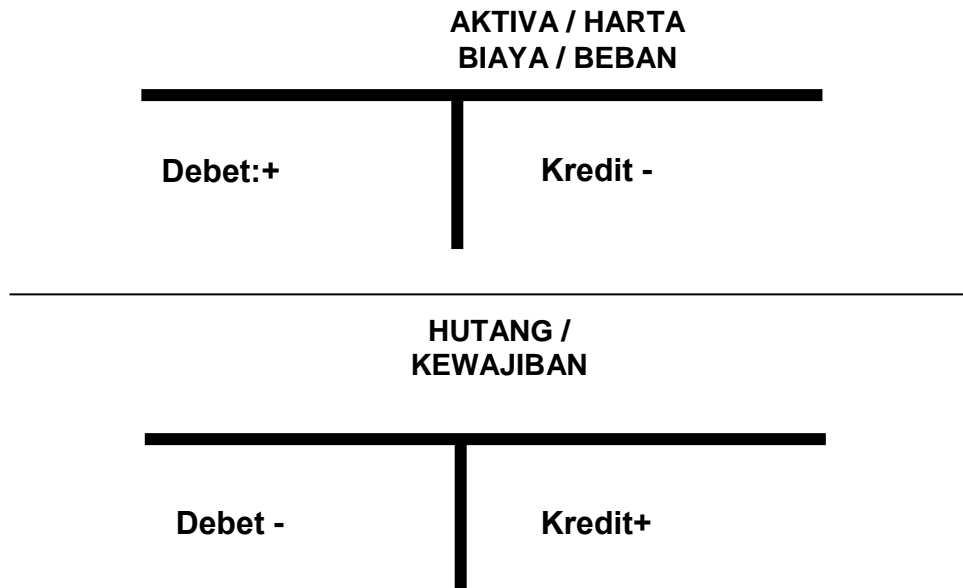 AKTIVA / HARTA
BIAYA / BEBAN
Debet:+ Kredit -
HUTANG /
KEWAJIBAN
Debet - Kredit+